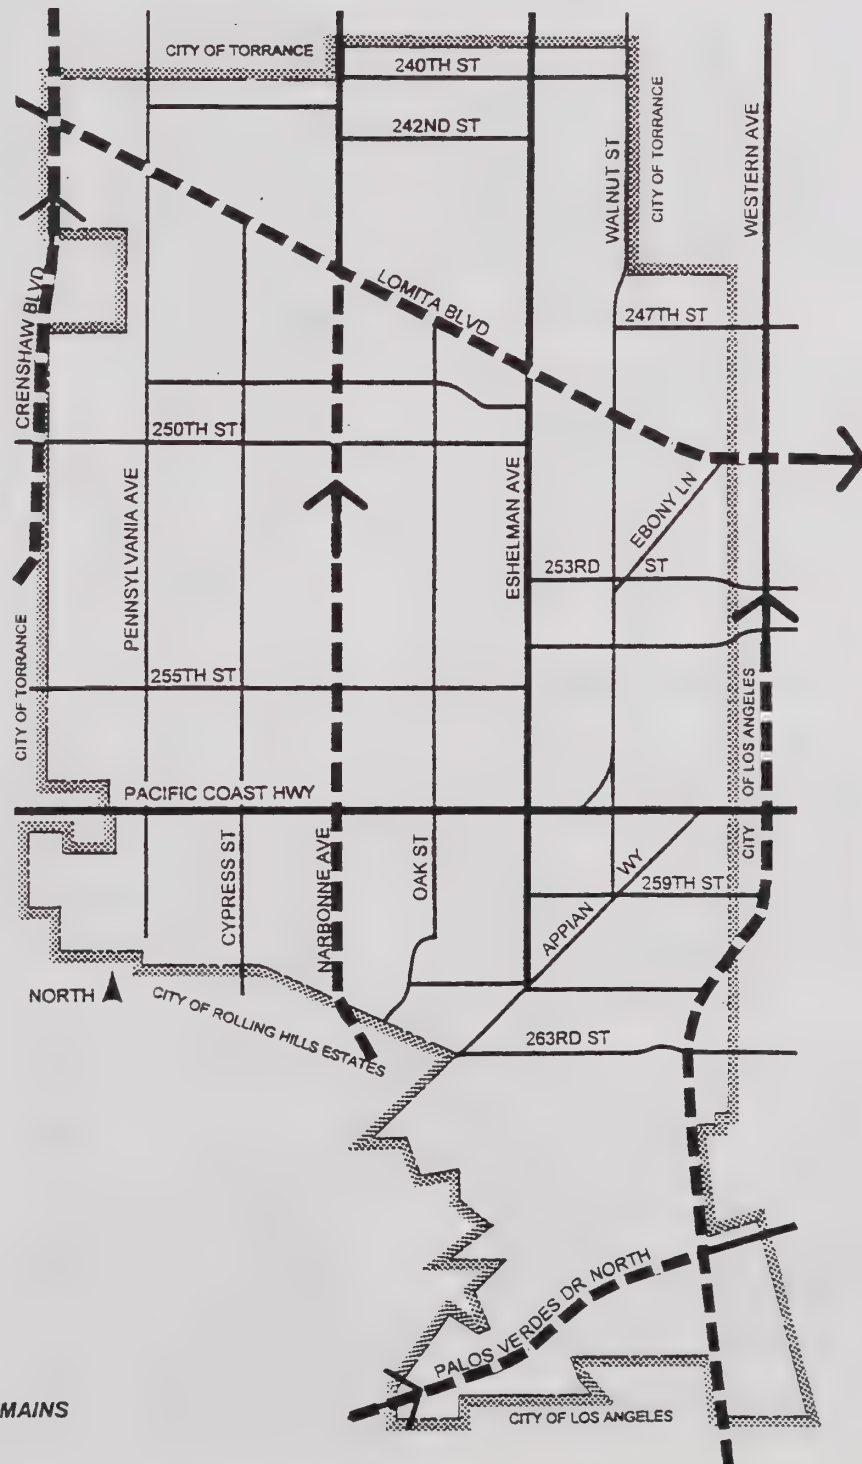 CITY OF TORRANCE
240TH ST
242ND ST
WALNUT ST
CITY OF TORRANCE
WESTERN AVE
CRENSHAW BLVD
LOMITA BLVD
247TH ST
250TH ST
PENNSYLVANIA AVE
ESHELMAN AVE
EBONY LN
253RD ST
CITY OF TORRANCE
255TH ST
CITY OF LOS ANGELES
PACIFIC COAST HWY
CYPRESS ST
NARBONNE AVE
OAK ST
APPIAN WY
259TH ST
NORTH
CITY OF ROLLING HILLS ESTATES
263RD ST
PALOS VERDES DR NORTH
MAINS
CITY OF LOS ANGELES